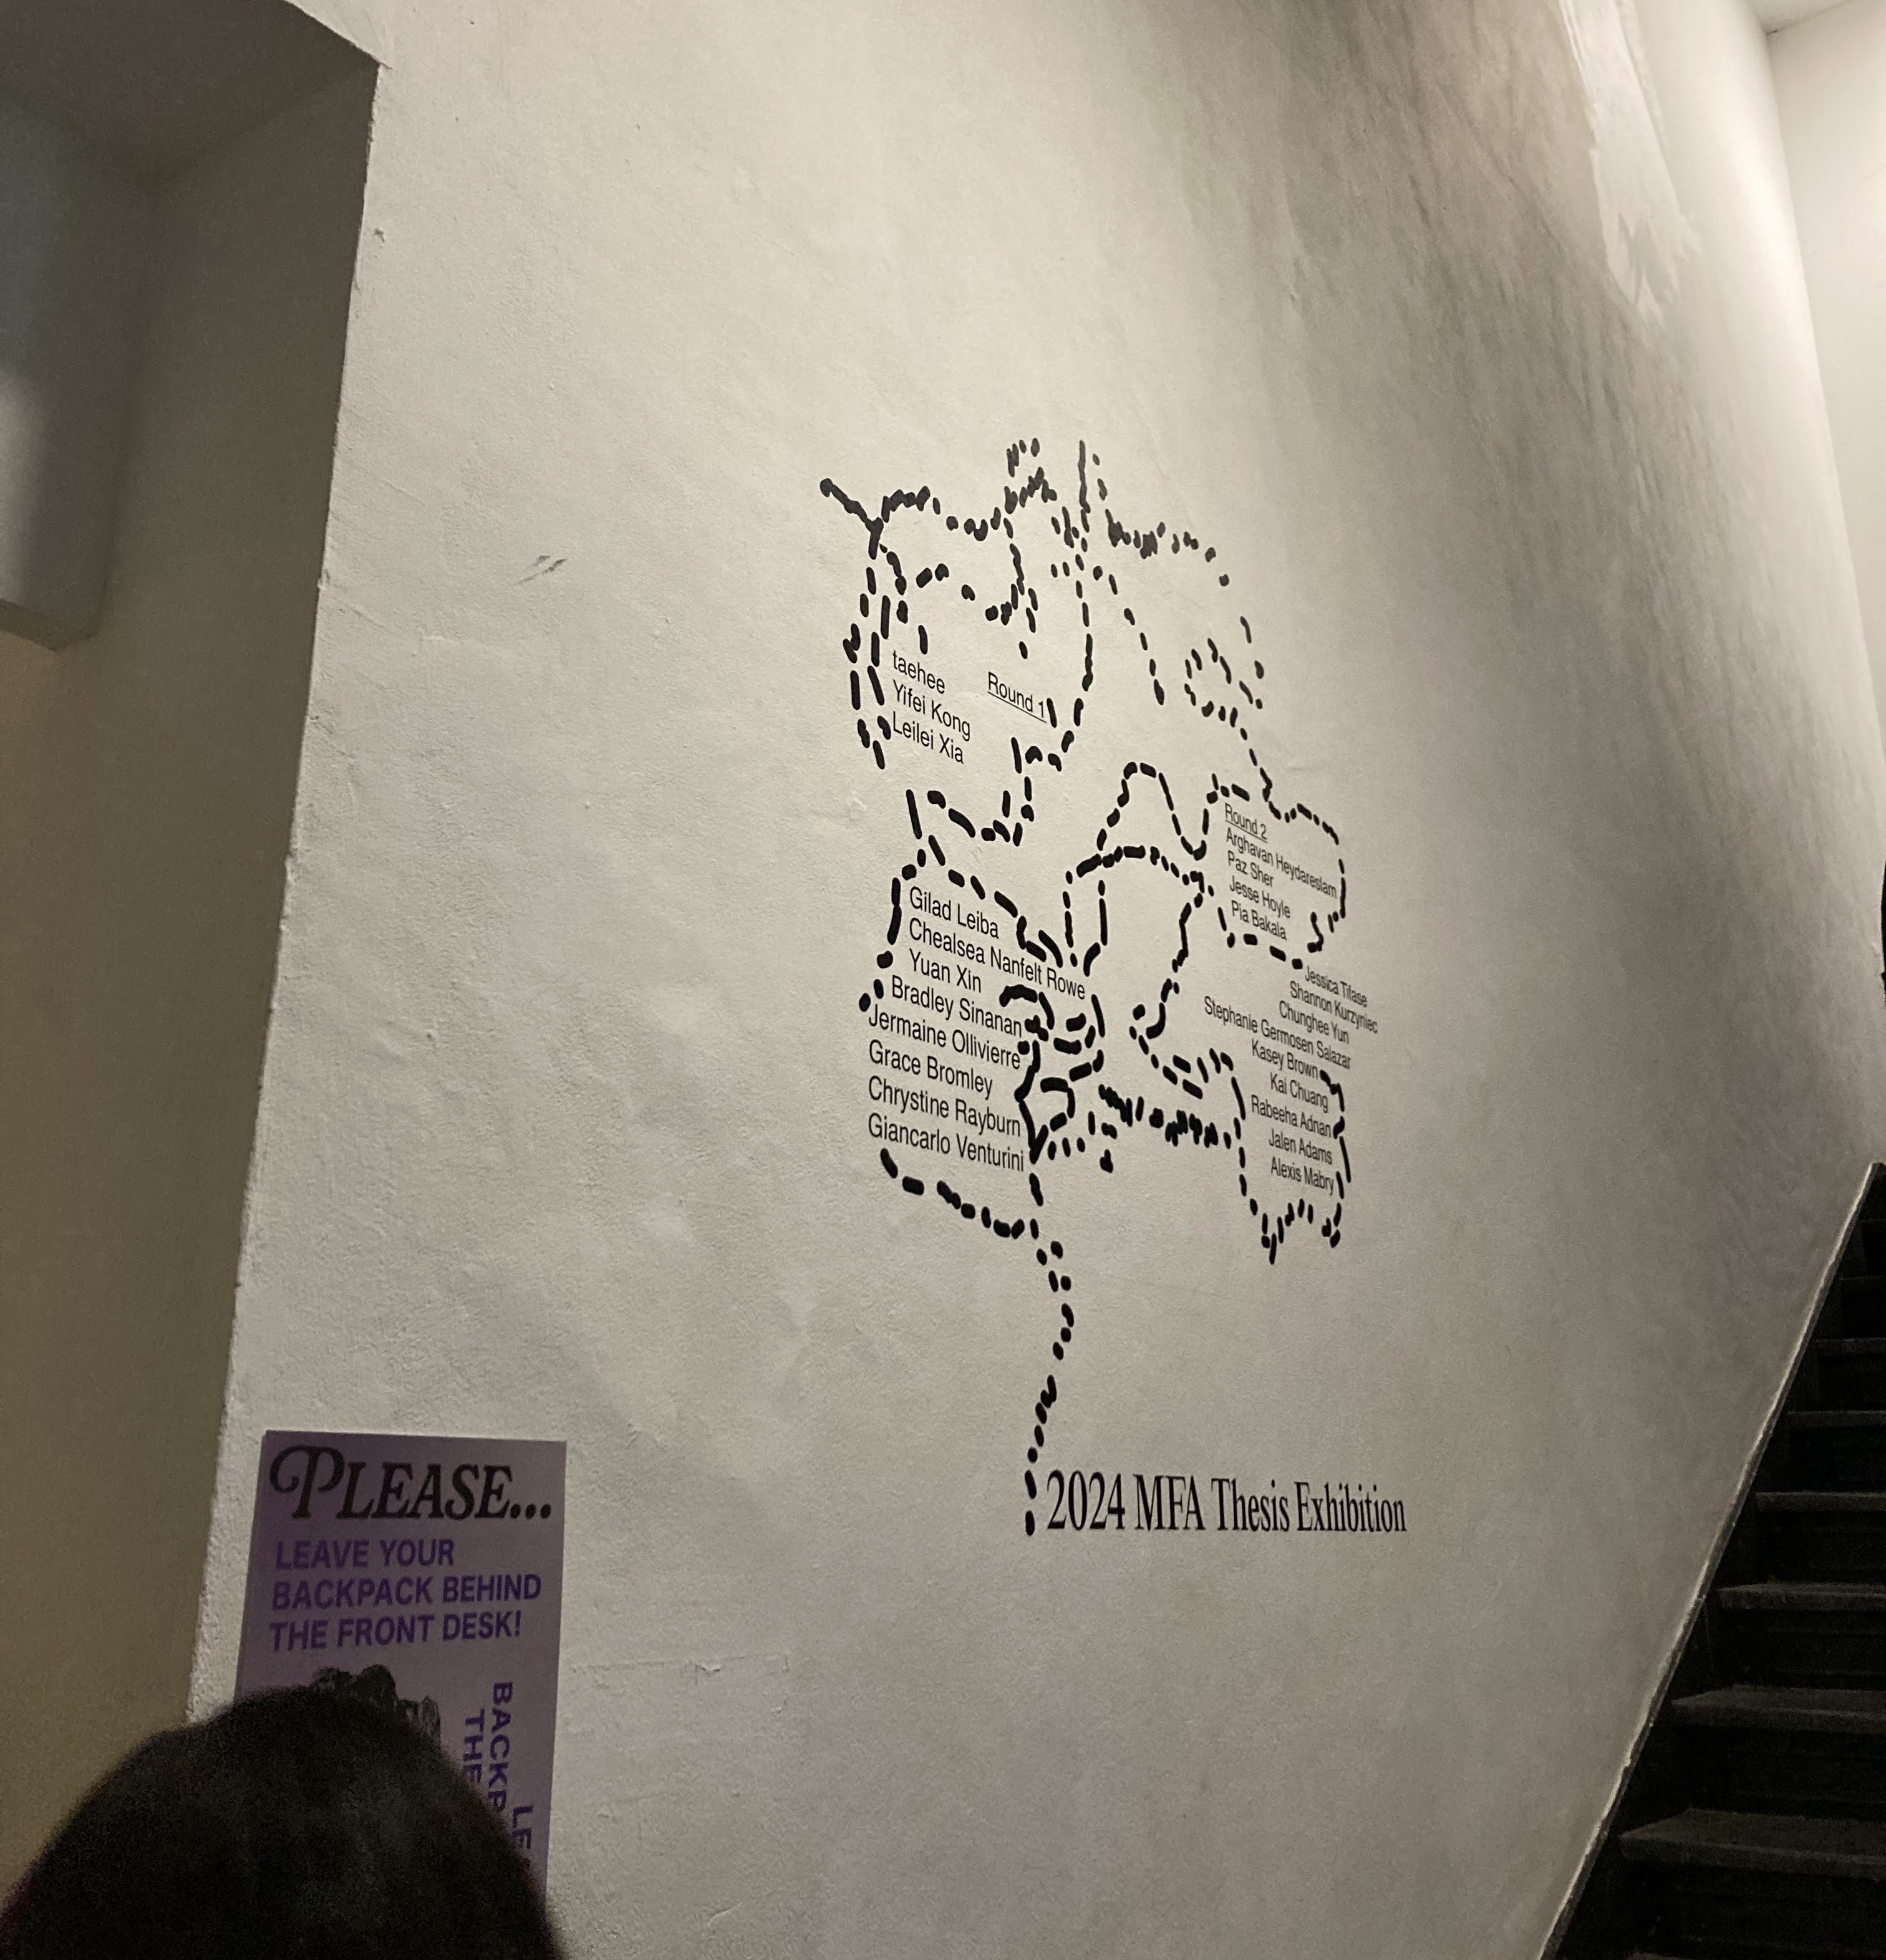 taehee
Yifei Kong
Leilei Xia
Round 1
Gilad Leiba
Chealsea Nanfelt Rowe
Yuan Xin
Bradley Sinanan
Jermaine Ollivierre
Grace Bromley
Chrystine Rayburn
Giancarlo Venturini
Round 2
Arghavan Heydareslam
Paz Sher
Jesse Hoyle
Pia Bakala
Jessica Tifase
Shannon Kurzyniec
Chunghee Yun
Stephanie Germosen Salazar
Kasey Brown
Kai Chuang
Rabeeha Adnan
Jalen Adams
Alexis Mabry
2024 MFA Thesis Exhibition
PLEASE...
LEAVE YOUR
BACKPACK BEHIND
THE FRONT DESK!
LE
BACKP
THE